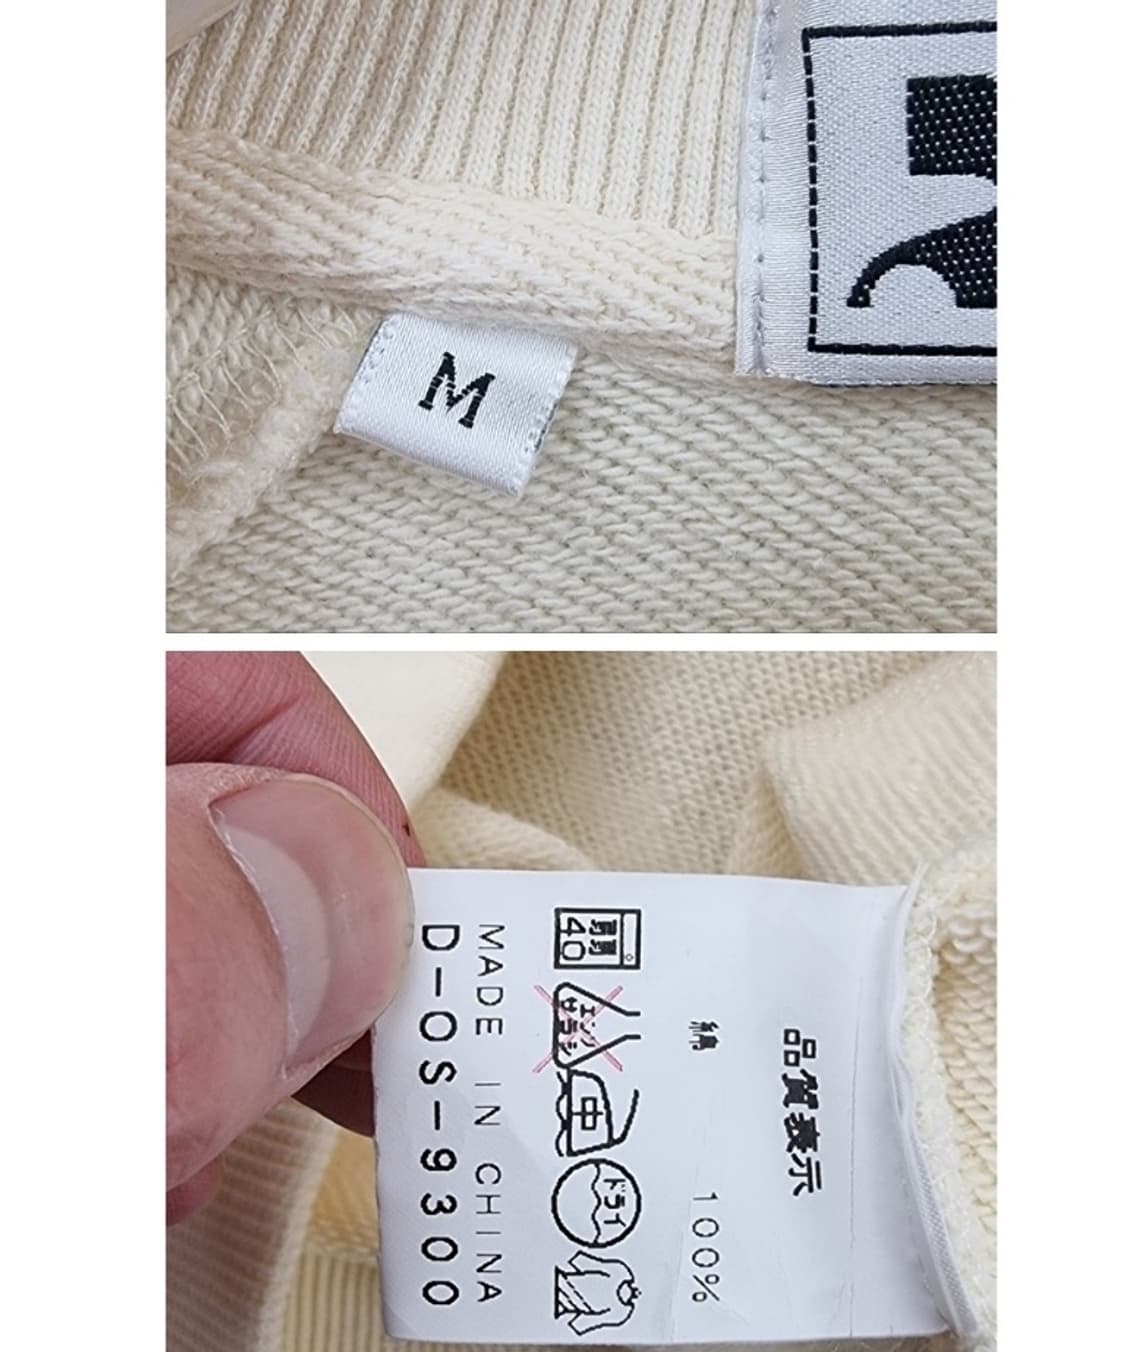 M
品質表示
綿 100%
弱
40
エンソ
サラシ
中
ドライ
MADE IN CHINA
D-OS-9300